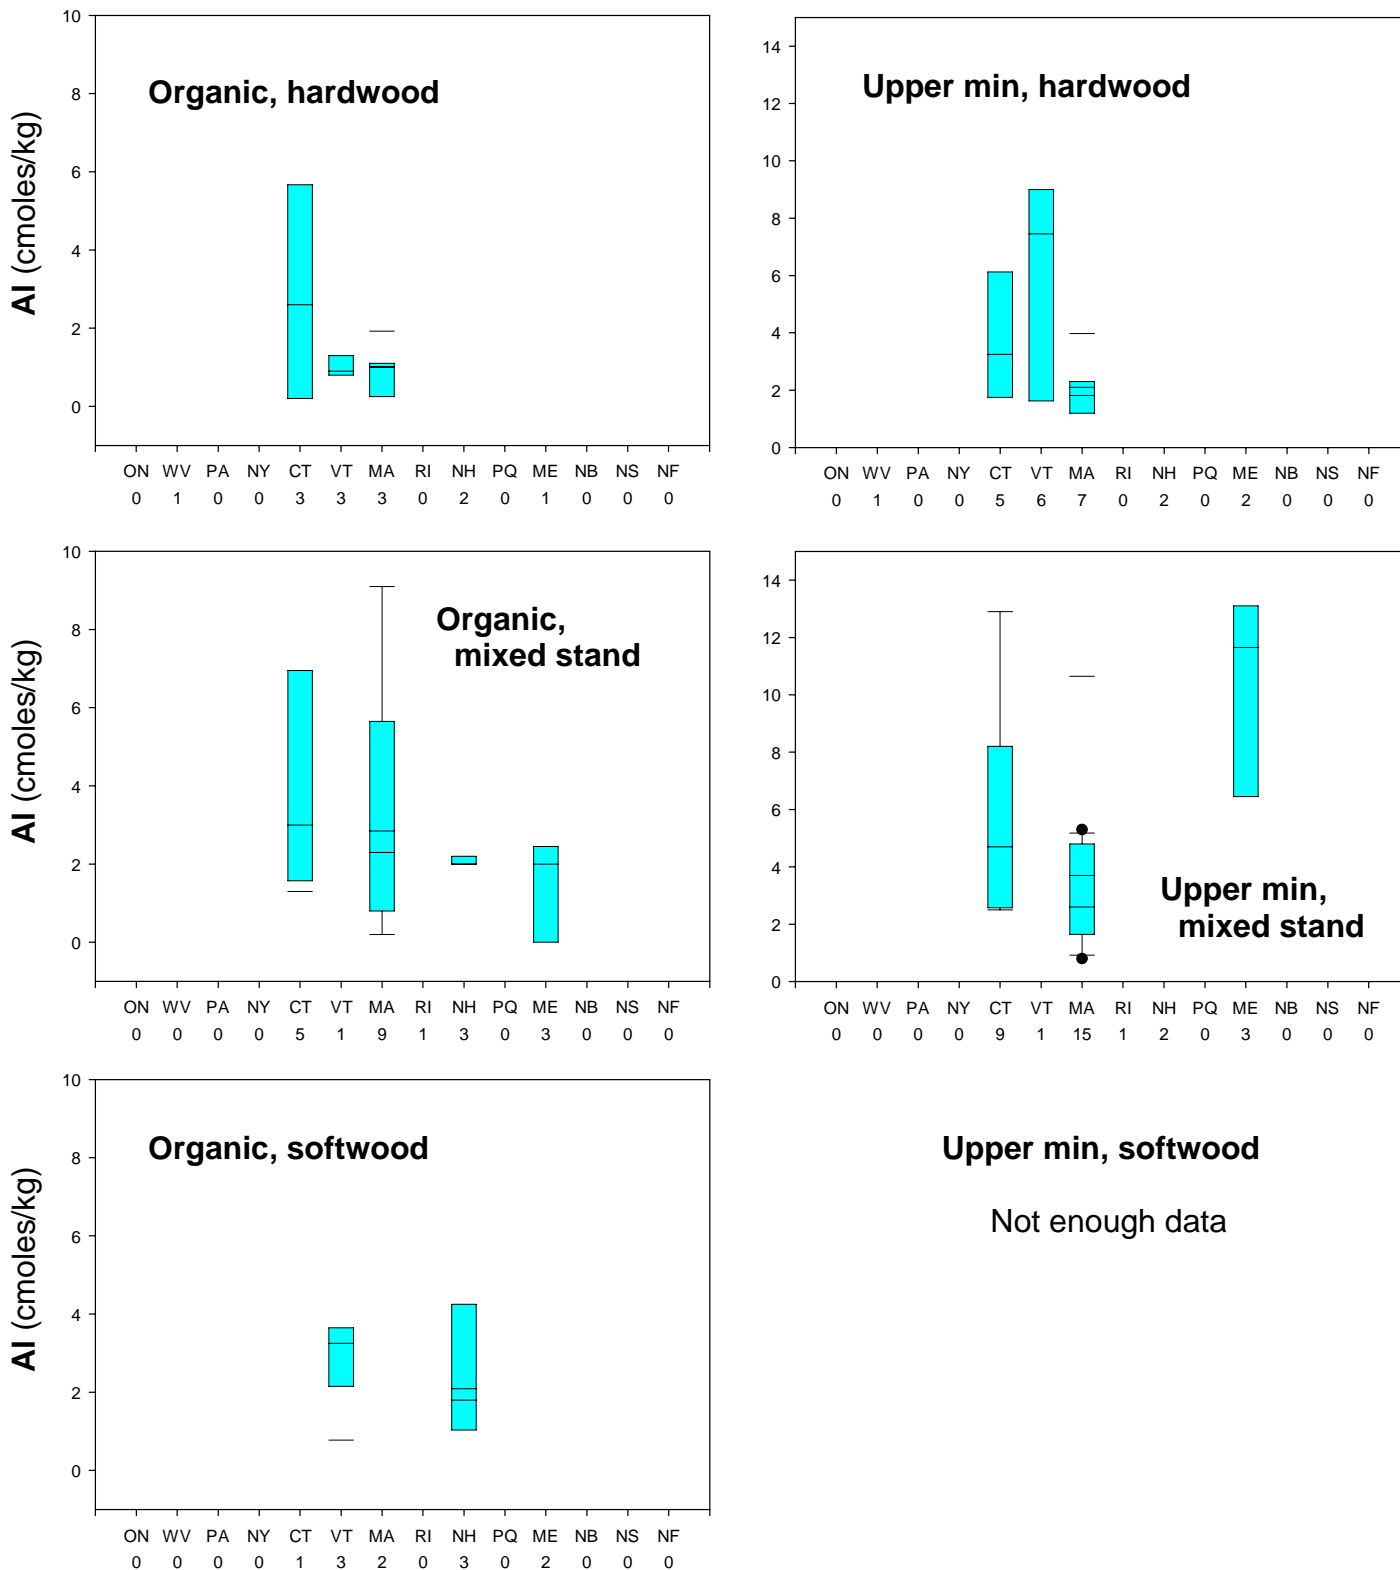 Al (cmoles/kg)
10
8
6
4
2
0
Organic, hardwood
ON WV PA NY CT VT MA RI NH PQ ME NB NS NF
0 1 0 0 3 3 3 0 2 0 1 0 0 0
14
12
10
8
6
4
2
0
Upper min, hardwood
ON WV PA NY CT VT MA RI NH PQ ME NB NS NF
0 1 0 0 5 6 7 0 2 0 2 0 0 0
Al (cmoles/kg)
10
8
6
4
2
0
Organic,
mixed stand
ON WV PA NY CT VT MA RI NH PQ ME NB NS NF
0 0 0 0 5 1 9 1 3 0 3 0 0 0
14
12
10
8
6
4
2
0
Upper min,
mixed stand
ON WV PA NY CT VT MA RI NH PQ ME NB NS NF
0 0 0 0 9 1 15 1 2 0 3 0 0 0
Al (cmoles/kg)
10
8
6
4
2
0
Organic, softwood
ON WV PA NY CT VT MA RI NH PQ ME NB NS NF
0 0 0 0 1 3 2 0 3 0 2 0 0 0
Upper min, softwood
Not enough data